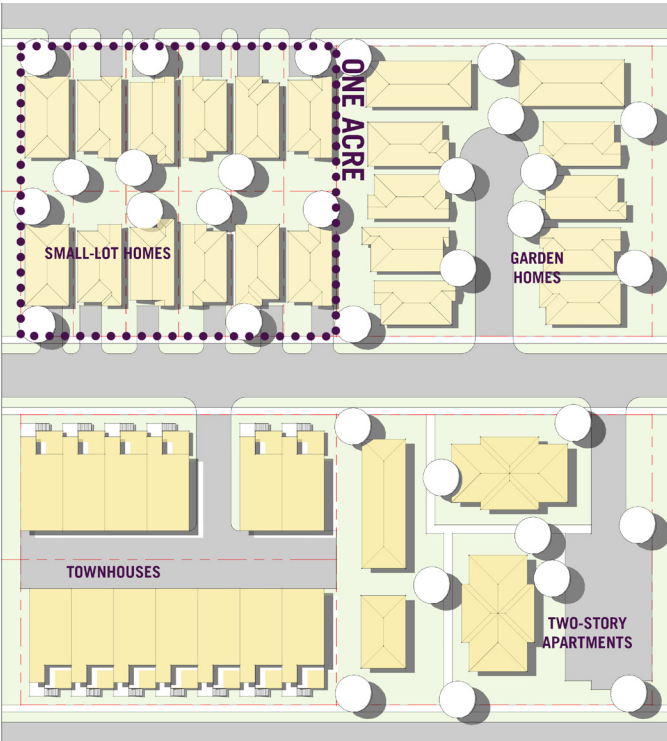 ONE ACRE
SMALL-LOT HOMES
GARDEN
HOMES
TOWNHOUSES
TWO-STORY
APARTMENTS